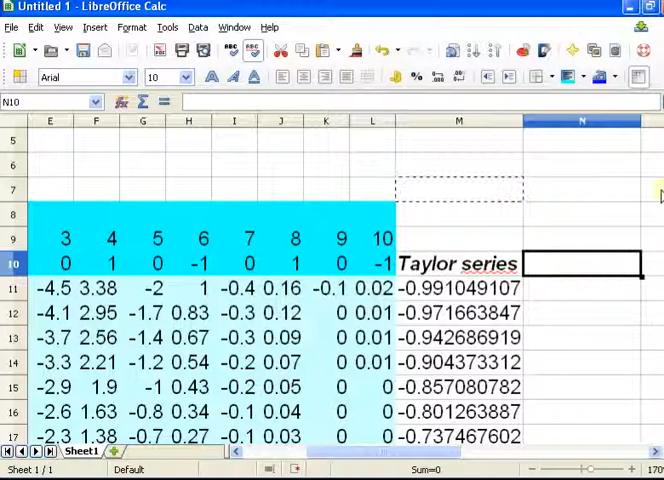 Untitled 1 - LibreOffice Calc
File Edit View Insert Format Tools Data Window Help
Arial 10
N10
E F G H I J K L M N
5
6
7
8
9 3 4 5 6 7 8 9 10
10 0 1 0 -1 0 1 0 -1 Taylor series
11 -4.5 3.38 -2 1 -0.4 0.16 -0.1 0.02 -0.991049107
12 -4.1 2.95 -1.7 0.83 -0.3 0.12 0 0.01 -0.971663847
13 -3.7 2.56 -1.4 0.67 -0.3 0.09 0 0.01 -0.942686919
14 -3.3 2.21 -1.2 0.54 -0.2 0.07 0 0.01 -0.904373312
15 -2.9 1.9 -1 0.43 -0.2 0.05 0 0 -0.857080782
16 -2.6 1.63 -0.8 0.34 -0.1 0.04 0 0 -0.801263887
17 -2.3 1.38 -0.7 0.27 -0.1 0.03 0 0 -0.737467602
Sheet1
Sheet 1 / 1 Default Sum=0 170